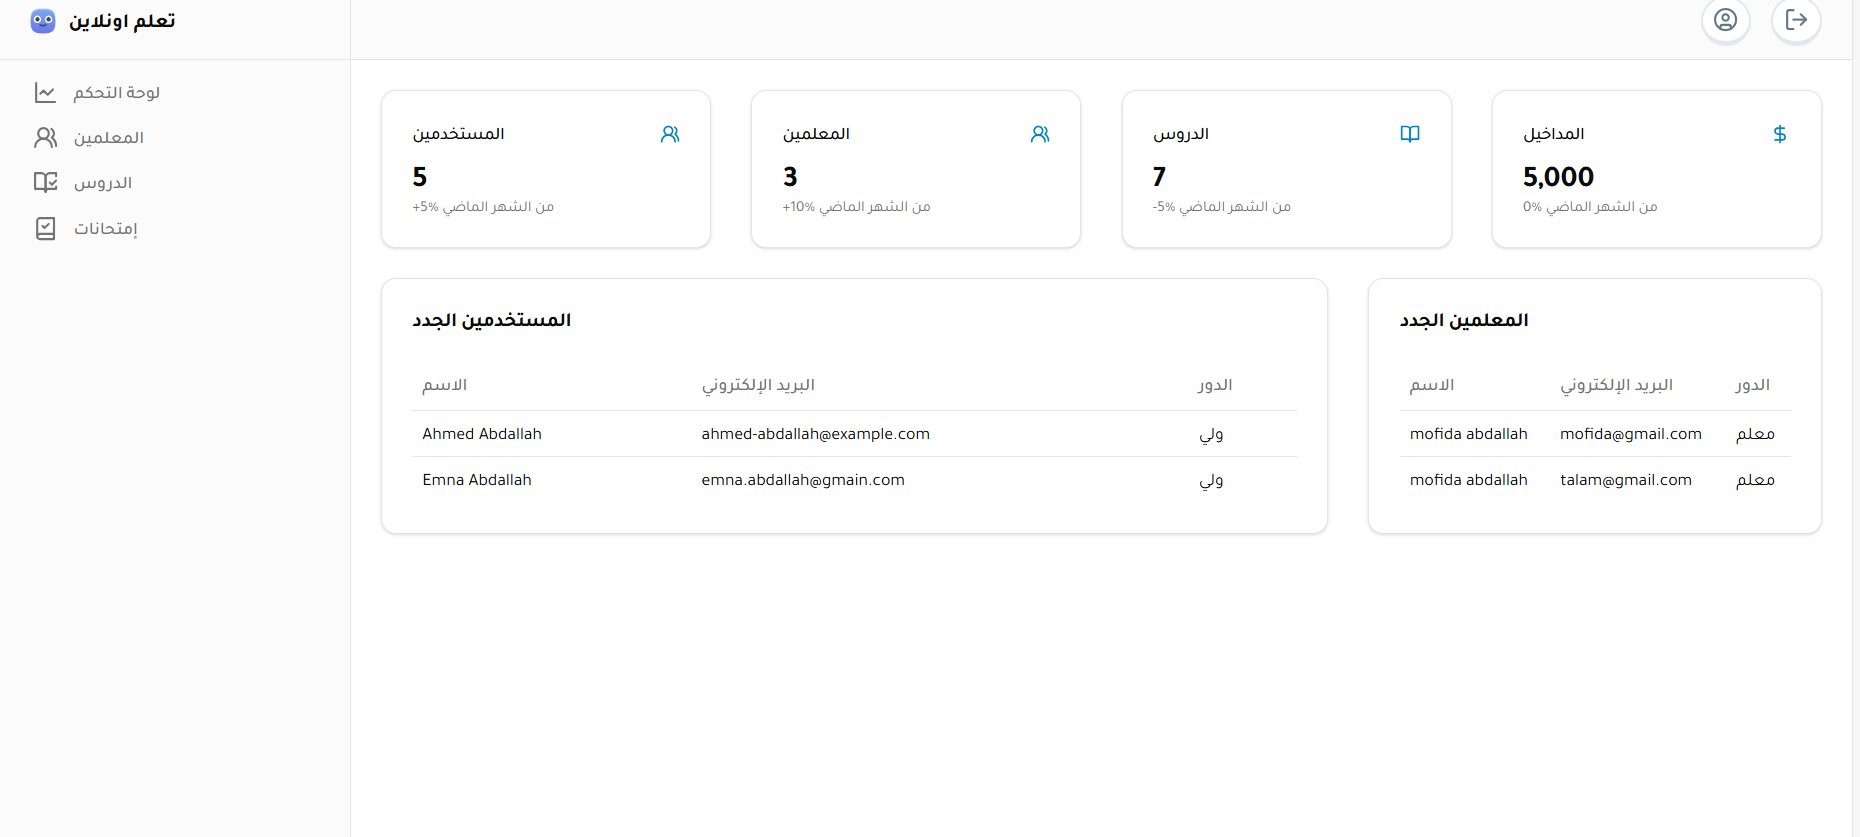 تعلم اونلاين
لوحة التحكم
المعلمين
الدروس
إمتحانات
المستخدمين
5
+5% من الشهر الماضي
المعلمين
3
+10% من الشهر الماضي
الدروس
7
-5% من الشهر الماضي
المداخيل
5,000
0% من الشهر الماضي
المستخدمين الجدد
الاسم البريد الإلكتروني الدور
Ahmed Abdallah ahmed-abdallah@example.com ولي
Emna Abdallah emna.abdallah@gmain.com ولي
المعلمين الجدد
الاسم البريد الإلكتروني الدور
mofida abdallah mofida@gmail.com معلم
mofida abdallah talam@gmail.com معلم